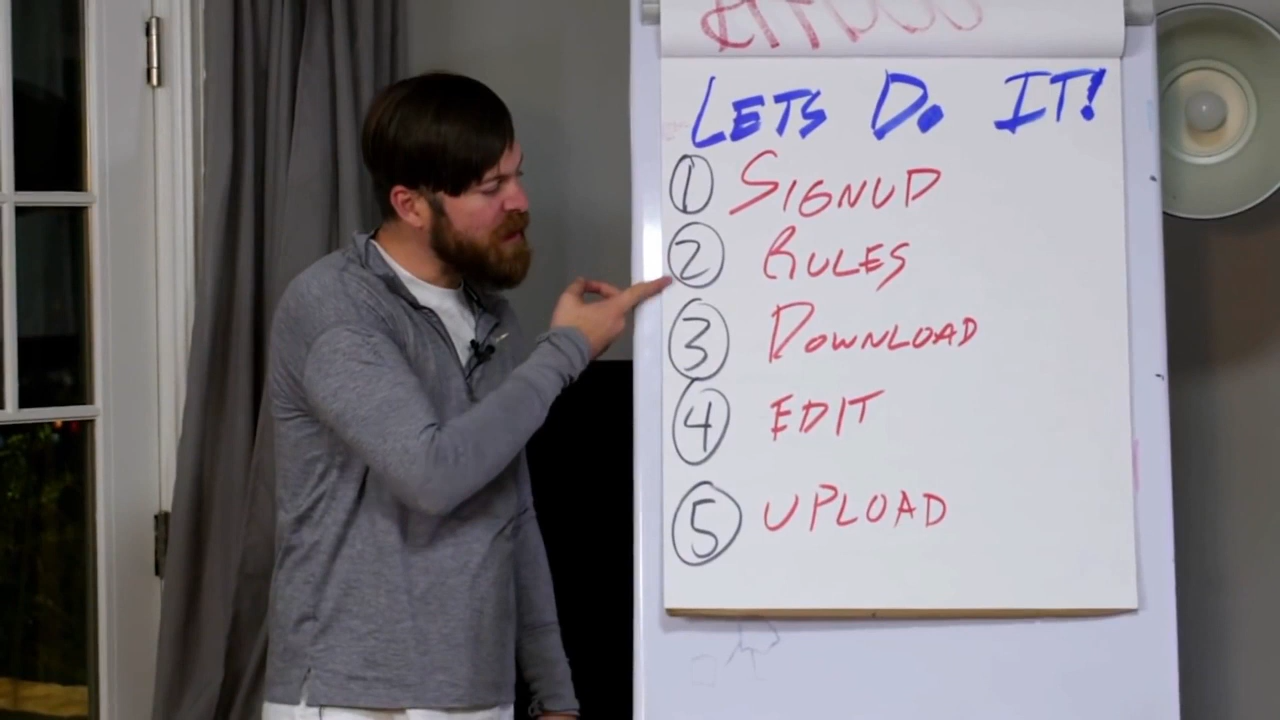 LETS DO IT!
1 SIGNUP
2 RULES
3 DOWNLOAD
4 EDIT
5 UPLOAD